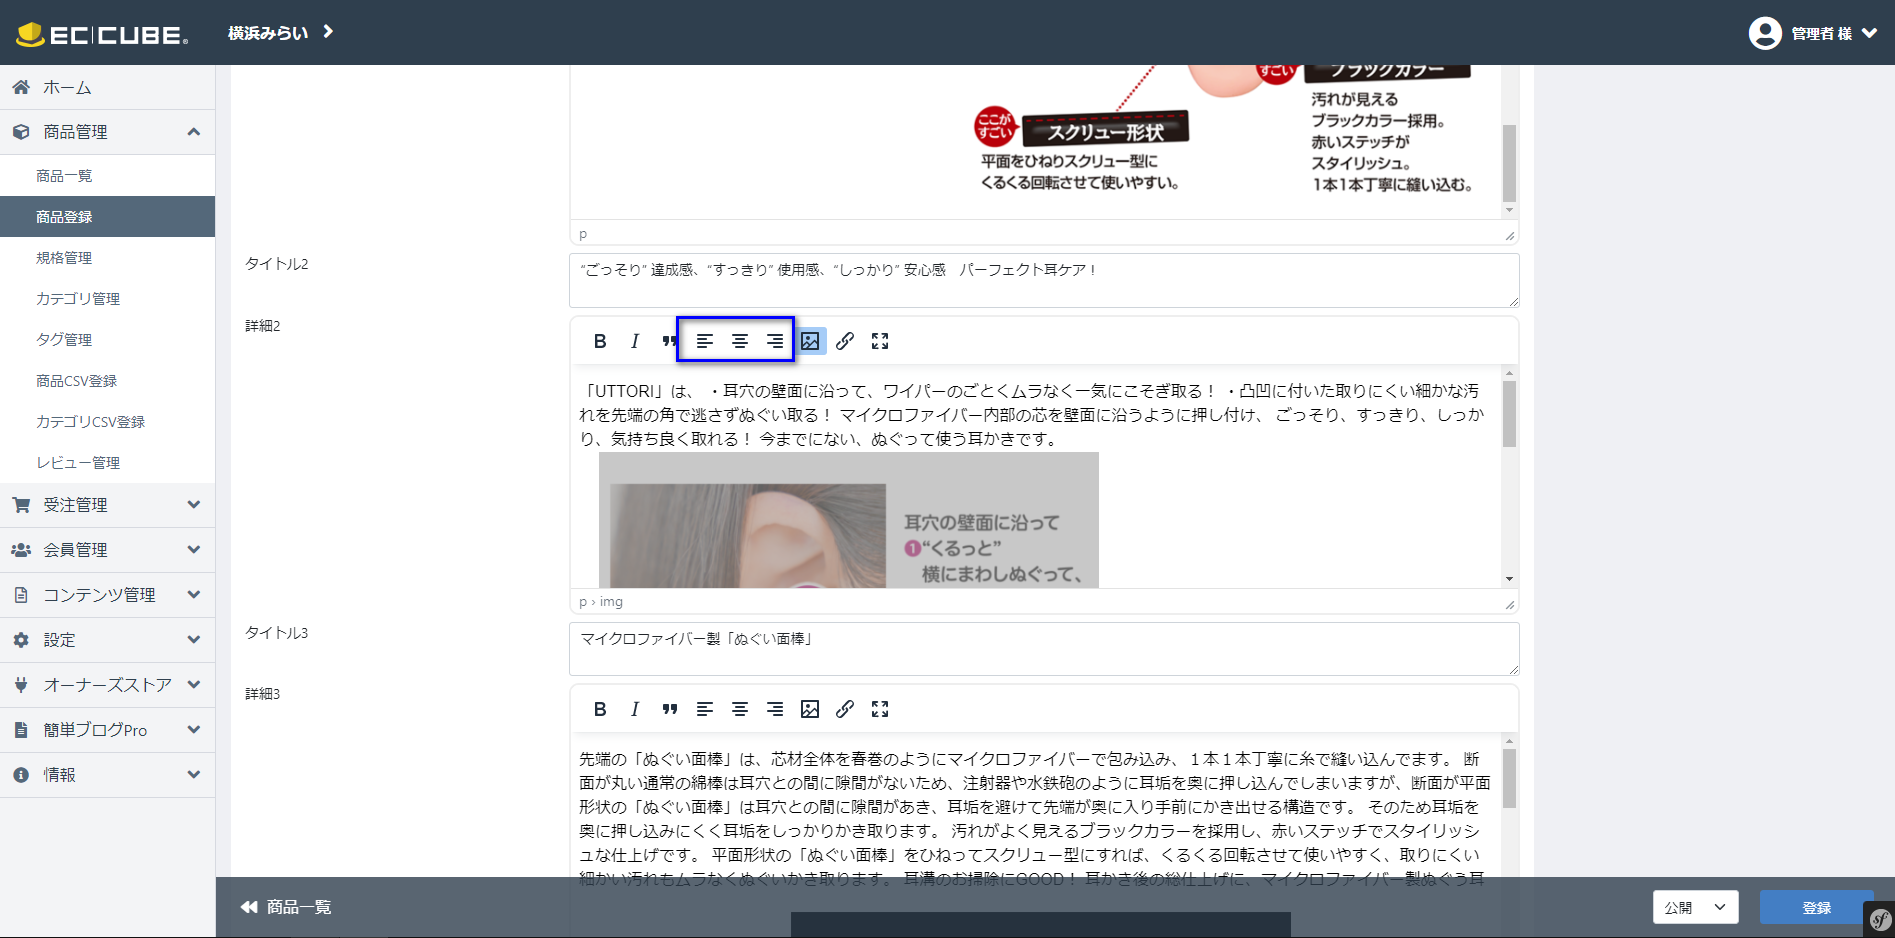 EC CUBE®
横浜みらい
管理者 様
ホーム
商品管理
商品一覧
商品登録
規格管理
カテゴリ管理
タグ管理
商品CSV登録
カテゴリCSV登録
レビュー管理
受注管理
会員管理
コンテンツ管理
設定
オーナーズストア
簡単ブログPro
情報
すごい
ブラックカラー
汚れが見える
ブラックカラー採用。
赤いステッチが
スタイリッシュ。
1本1本丁寧に縫い込む。
ここが
すごい
スクリュー形状
平面をひねりスクリュー型に
くるくる回転させて使いやすい。
p
タイトル2
“ごっそり” 達成感、“すっきり” 使用感、“しっかり” 安心感　パーフェクト耳ケア！
詳細2
B I
「UTTORI」は、 ・耳穴の壁面に沿って、ワイパーのごとくムラなく一気にこそぎ取る！ ・凸凹に付いた取りにくい細かな汚
れを先端の角で逃さずぬぐい取る！ マイクロファイバー内部の芯を壁面に沿うように押し付け、 ごっそり、すっきり、しっか
り、気持ち良く取れる！ 今までにない、ぬぐって使う耳かきです。
耳穴の壁面に沿って
1“くるっと”
横にまわしぬぐって、
p › img
タイトル3
マイクロファイバー製「ぬぐい面棒」
詳細3
B I
先端の「ぬぐい面棒」は、芯材全体を春巻のようにマイクロファイバーで包み込み、１本１本丁寧に糸で縫い込んでます。 断
面が丸い通常の綿棒は耳穴との間に隙間がないため、注射器や水鉄砲のように耳垢を奥に押し込んでしまいますが、断面が平面
形状の「ぬぐい面棒」は耳穴との間に隙間があき、耳垢を避けて先端が奥に入り手前にかき出せる構造です。 そのため耳垢を
奥に押し込みにくく耳垢をしっかりかき取ります。 汚れがよく見えるブラックカラーを採用し、赤いステッチでスタイリッシ
ュな仕上げです。 平面形状の「ぬぐい面棒」をひねってスクリュー型にすれば、くるくる回転させて使いやすく、取りにくい
細かい汚れもムラなくぬぐいかき取ります。 耳溝のお掃除にGOOD！ 耳かき後の総仕上げに、マイクロファイバー製ぬぐう耳
商品一覧
公開
登録
sf